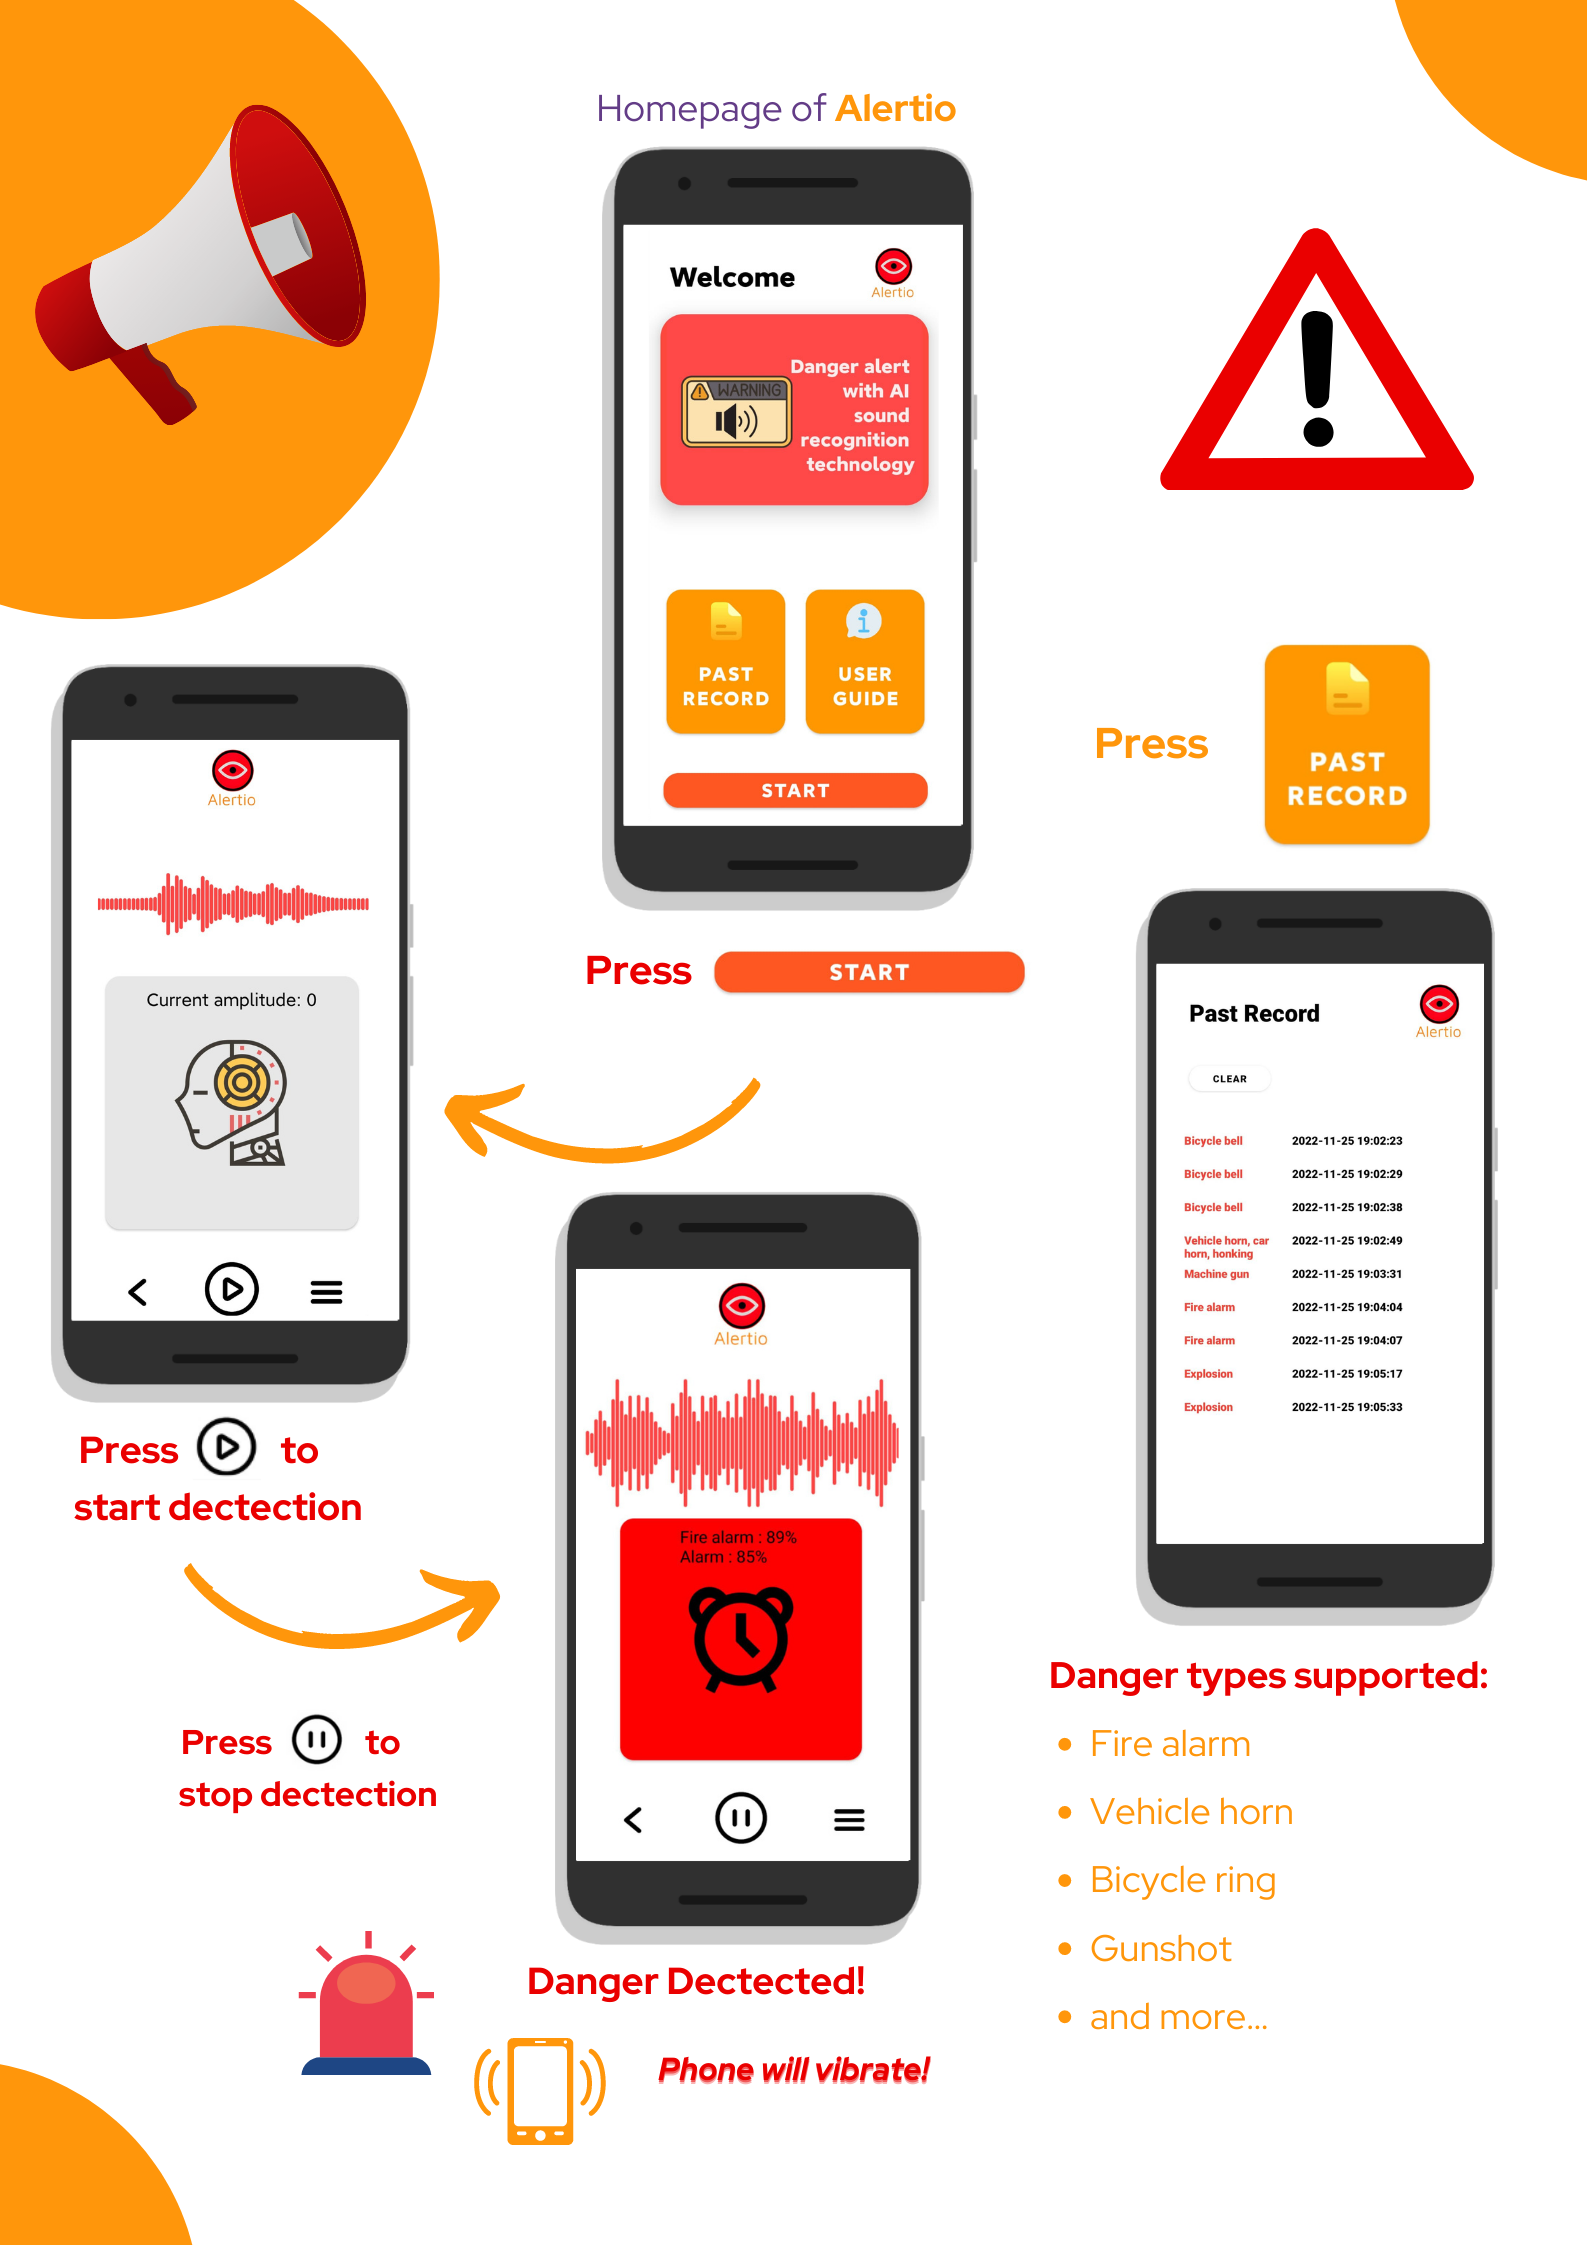 Homepage of Alertio
Welcome
Alertio
WARNING
Danger alert
with AI
sound
recognition
technology
PAST
RECORD
USER
GUIDE
START
Press START
Alertio
Current amplitude: 0
Press to
start dectection
Press to
stop dectection
Alertio
Fire alarm : 89%
Alarm : 85%
Danger Dectected!
Phone will vibrate!
Press
PAST
RECORD
Past Record
Alertio
CLEAR
Bicycle bell 2022-11-25 19:02:23
Bicycle bell 2022-11-25 19:02:29
Bicycle bell 2022-11-25 19:02:38
Vehicle horn, car 2022-11-25 19:02:49
horn, honking
Machine gun 2022-11-25 19:03:31
Fire alarm 2022-11-25 19:04:04
Fire alarm 2022-11-25 19:04:07
Explosion 2022-11-25 19:05:17
Explosion 2022-11-25 19:05:33
Danger types supported:
• Fire alarm
• Vehicle horn
• Bicycle ring
• Gunshot
• and more...